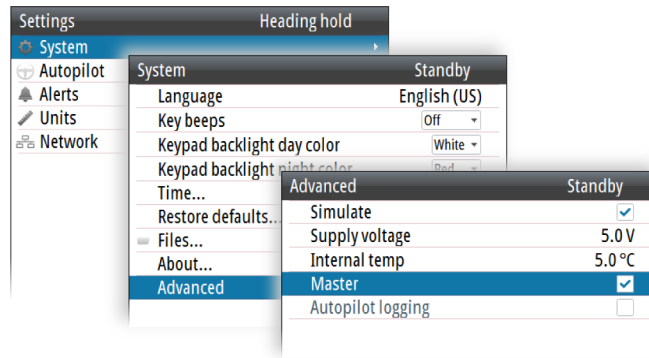 Settings Heading hold
System
Autopilot
Alerts
Units
Network
System Standby
Language English (US)
Key beeps Off
Keypad backlight day color White
Keypad backlight night color Red
Time...
Restore defaults...
Files...
About...
Advanced
Advanced Standby
Simulate
Supply voltage 5.0 V
Internal temp 5.0 °C
Master
Autopilot logging